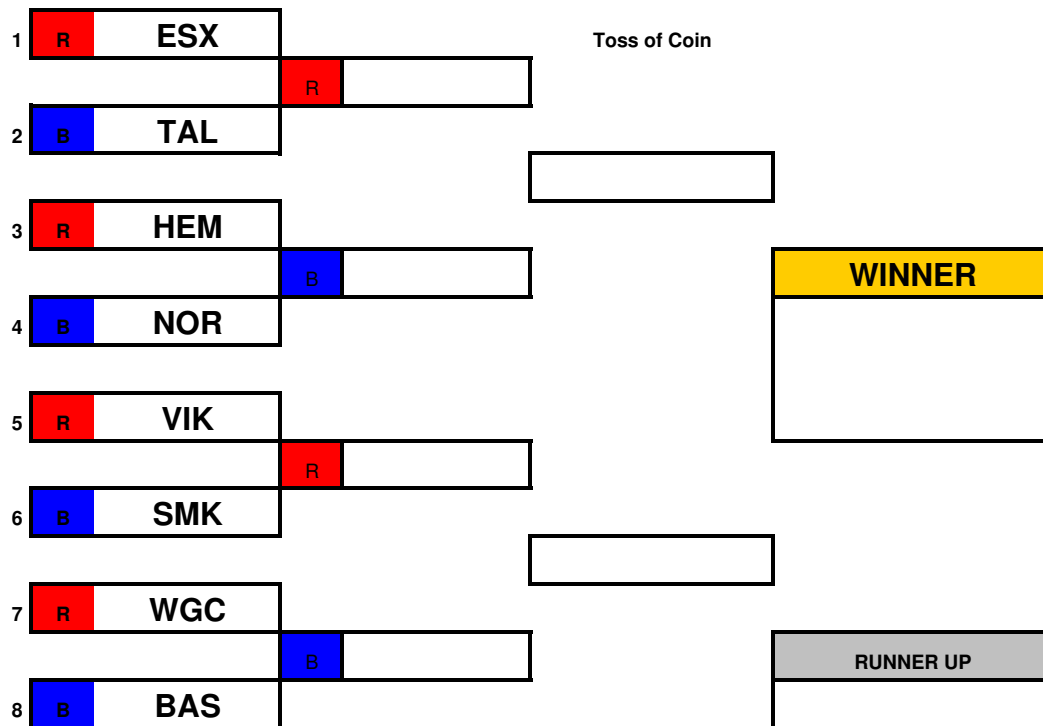 1 R ESX
Toss of Coin
R
2 B TAL
3 R HEM
B
WINNER
4 B NOR
5 R VIK
R
6 B SMK
7 R WGC
B
RUNNER UP
8 B BAS